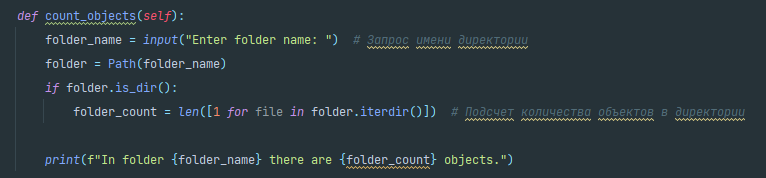 def count_objects(self):
    folder_name = input("Enter folder name: ")  # Запрос имени директории
    folder = Path(folder_name)
    if folder.is_dir():
        folder_count = len([1 for file in folder.iterdir()])  # Подсчет количества объектов в директории
    print(f"In folder {folder_name} there are {folder_count} objects.")